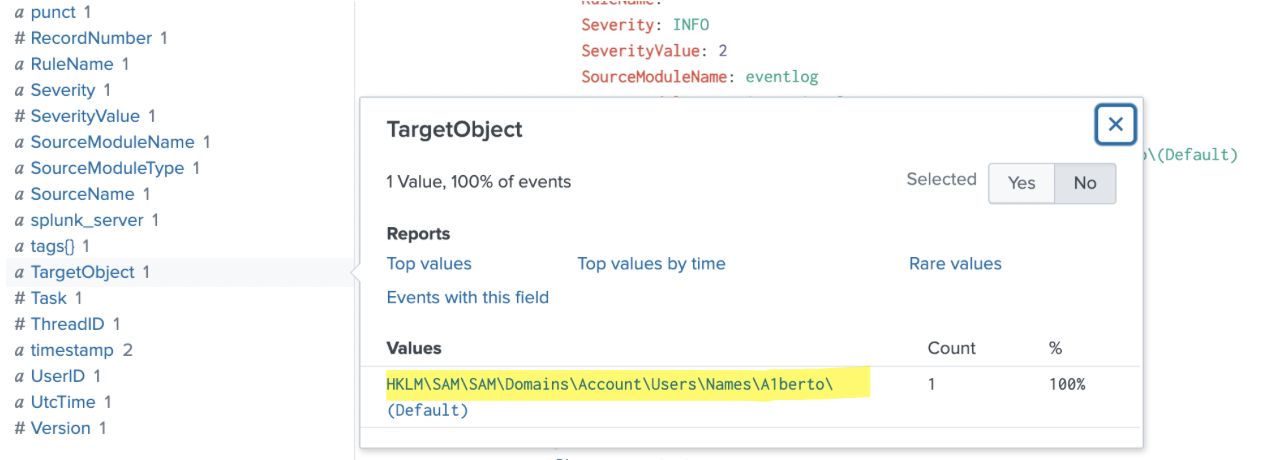 a punct 1
# RecordNumber 1
a RuleName 1
a Severity 1
# SeverityValue 1
a SourceModuleName 1
a SourceModuleType 1
a SourceName 1
a splunk_server 1
a tags{} 1
a TargetObject 1
# Task 1
# ThreadID 1
a timestamp 2
a UserID 1
a UtcTime 1
# Version 1
RuleName:
Severity: INFO
SeverityValue: 2
SourceModuleName: eventlog
\(Default)
TargetObject
1 Value, 100% of events
Selected Yes No
Reports
Top values Top values by time Rare values
Events with this field
Values Count %
HKLM\SAM\SAM\Domains\Account\Users\Names\A1berto\ 1 100%
(Default)